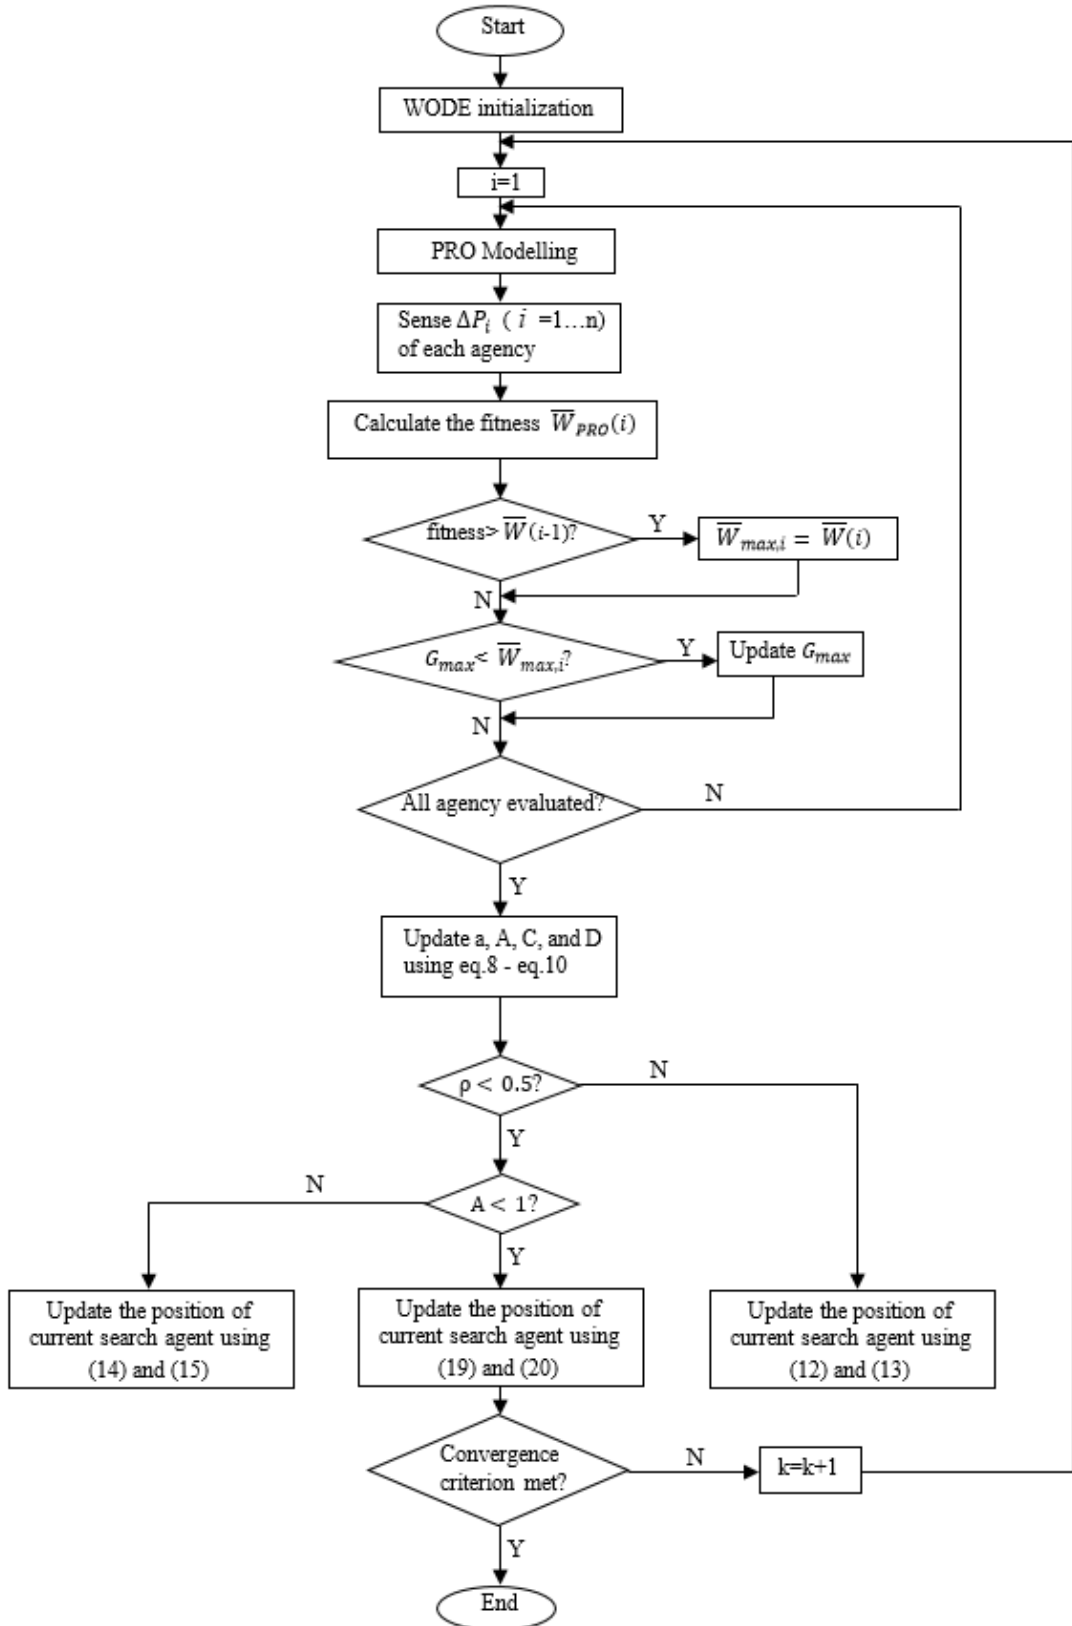 Start
WODE initialization
i=1
PRO Modelling
Sense ΔP_i ( i =1…n)
of each agency
Calculate the fitness W̅_PRO(i)
fitness> W̅(i-1)?
Y
W̅_max,i = W̅(i)
N
G_max< W̅_max,i?
Y
Update G_max
N
All agency evaluated?
N
Y
Update a, A, C, and D
using eq.8 - eq.10
ρ < 0.5?
N
Y
A < 1?
N
Y
Update the position of
current search agent using
(14) and (15)
Update the position of
current search agent using
(19) and (20)
Update the position of
current search agent using
(12) and (13)
Convergence
criterion met?
N
k=k+1
Y
End